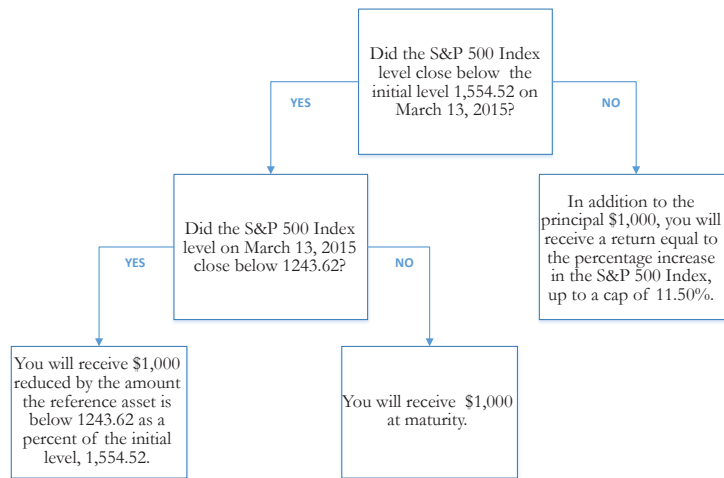 Did the S&P 500 Index
level close below the
initial level 1,554.52 on
March 13, 2015?
YES
NO
Did the S&P 500 Index
level on March 13, 2015
close below 1243.62?
In addition to the
principal $1,000, you will
receive a return equal to
the percentage increase
in the S&P 500 Index,
up to a cap of 11.50%.
YES
NO
You will receive $1,000
reduced by the amount
the reference asset is
below 1243.62 as a
percent of the initial
level, 1,554.52.
You will receive $1,000
at maturity.